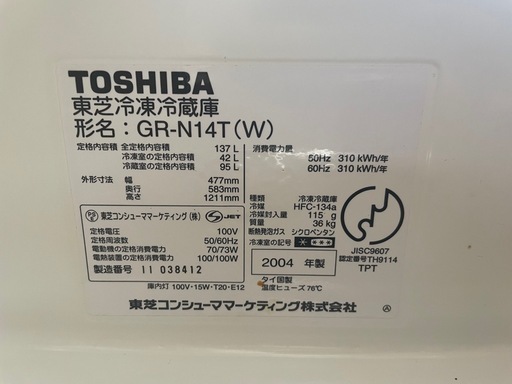 TOSHIBA
東芝冷凍冷蔵庫
形名：GR-N14T(W)
定格内容積 全定格内容積 137 L
冷凍室の定格内容積 42 L
冷蔵室の定格内容積 95 L
外形寸法 幅 477mm
奥行 583mm
高さ 1211mm
東芝コンシューママーケティング(株) S-JET
定格電圧 100V
定格周波数 50/60Hz
電動機の定格消費電力 70/73W
電熱装置の定格消費電力 100/100W
製造番号 11 038412
庫内灯 100V・15W・T20・E12
消費電力量
50Hz 310 kWh/年
60Hz 310 kWh/年
種類 冷凍冷蔵庫
冷媒 HFC-134a
冷媒封入量 115 g
質量 36 kg
断熱発泡ガス シクロペンタン
冷凍室の記号
2004 年製
タイ国製
温度ヒューズ 76℃
JISC9607
認定番号TH9114
TPT
東芝コンシューママーケティング株式会社